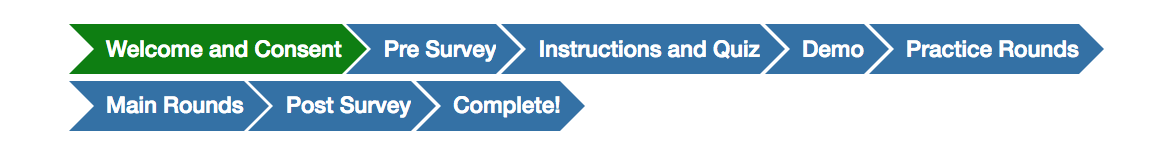 Welcome and Consent Pre Survey Instructions and Quiz Demo Practice Rounds
Main Rounds Post Survey Complete!